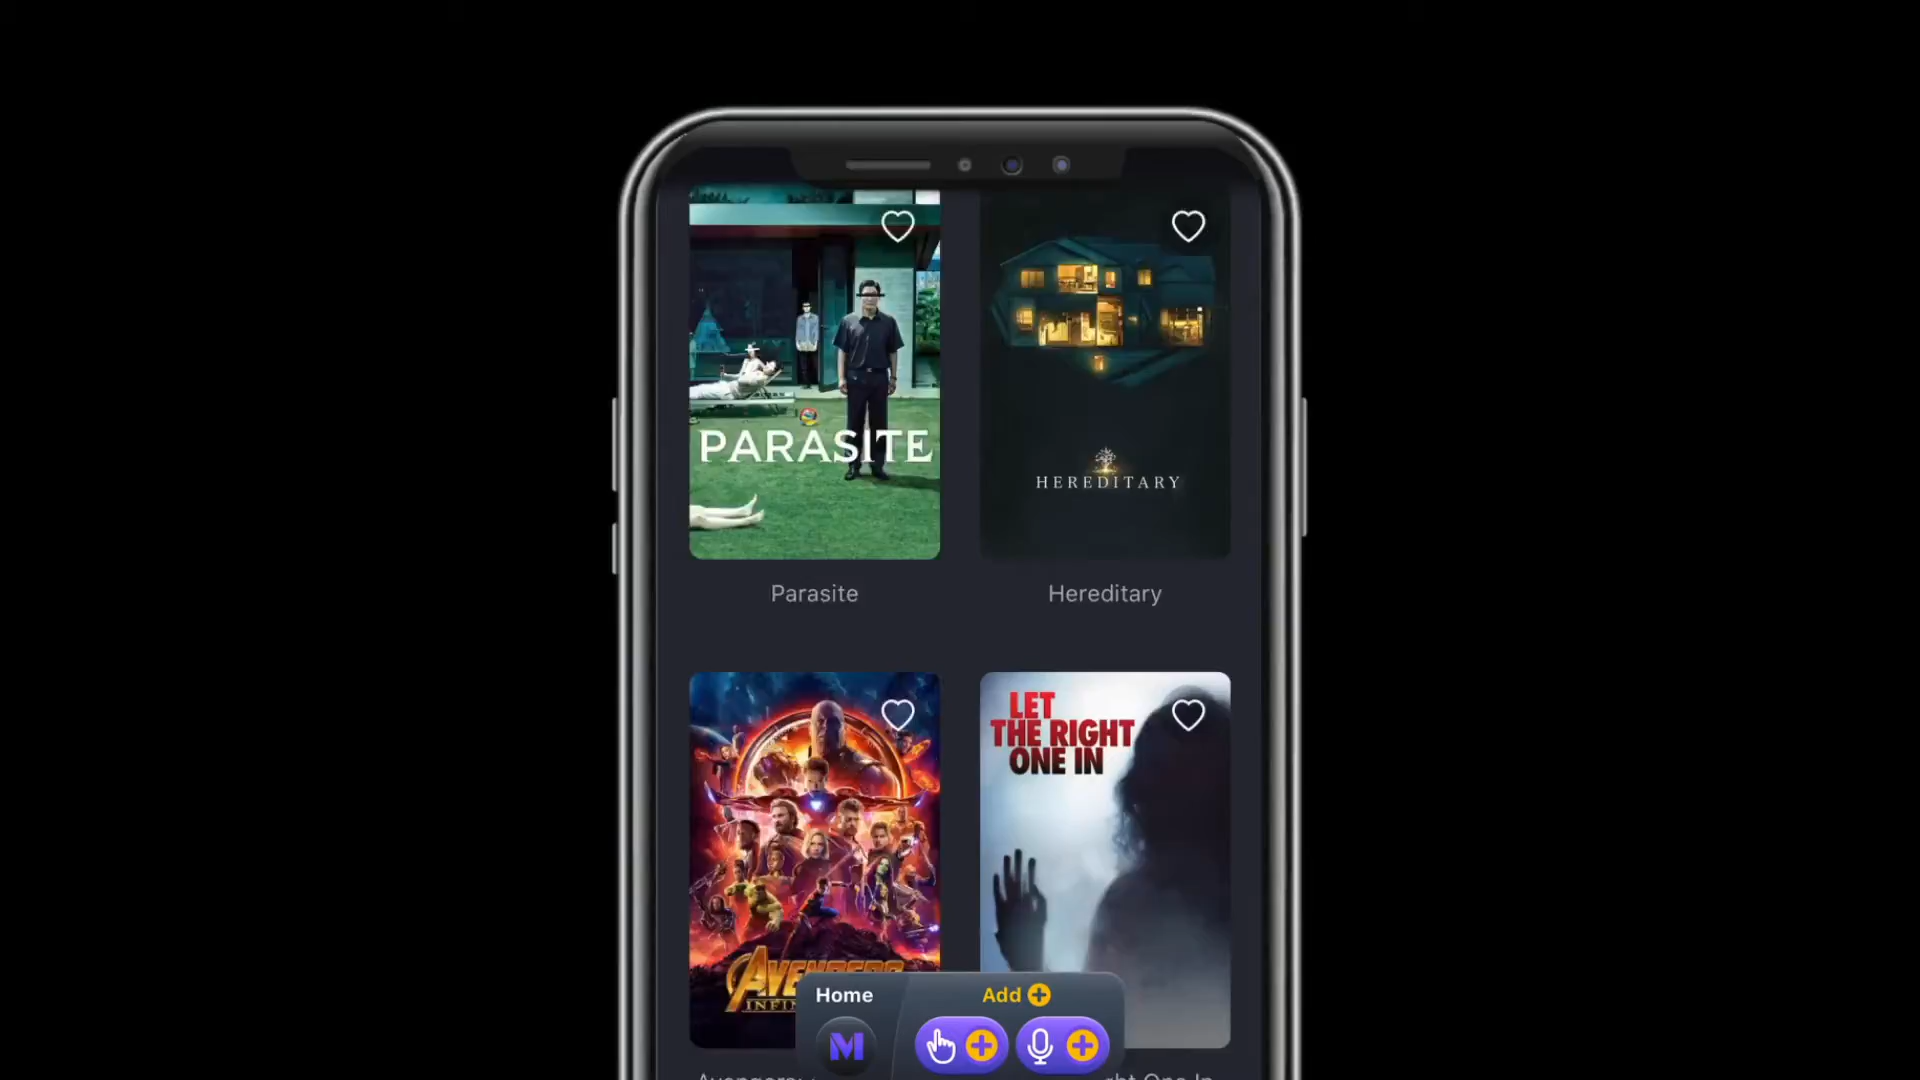 PARASITE
HEREDITARY
Parasite
Hereditary
LET
THE RIGHT
ONE IN
Home
Add
M